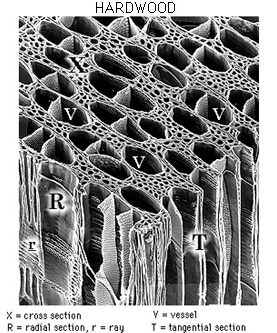 HARDWOOD
X
V
V
V
R
T
r
X = cross section
V = vessel
R = radial section, r = ray
T = tangential section